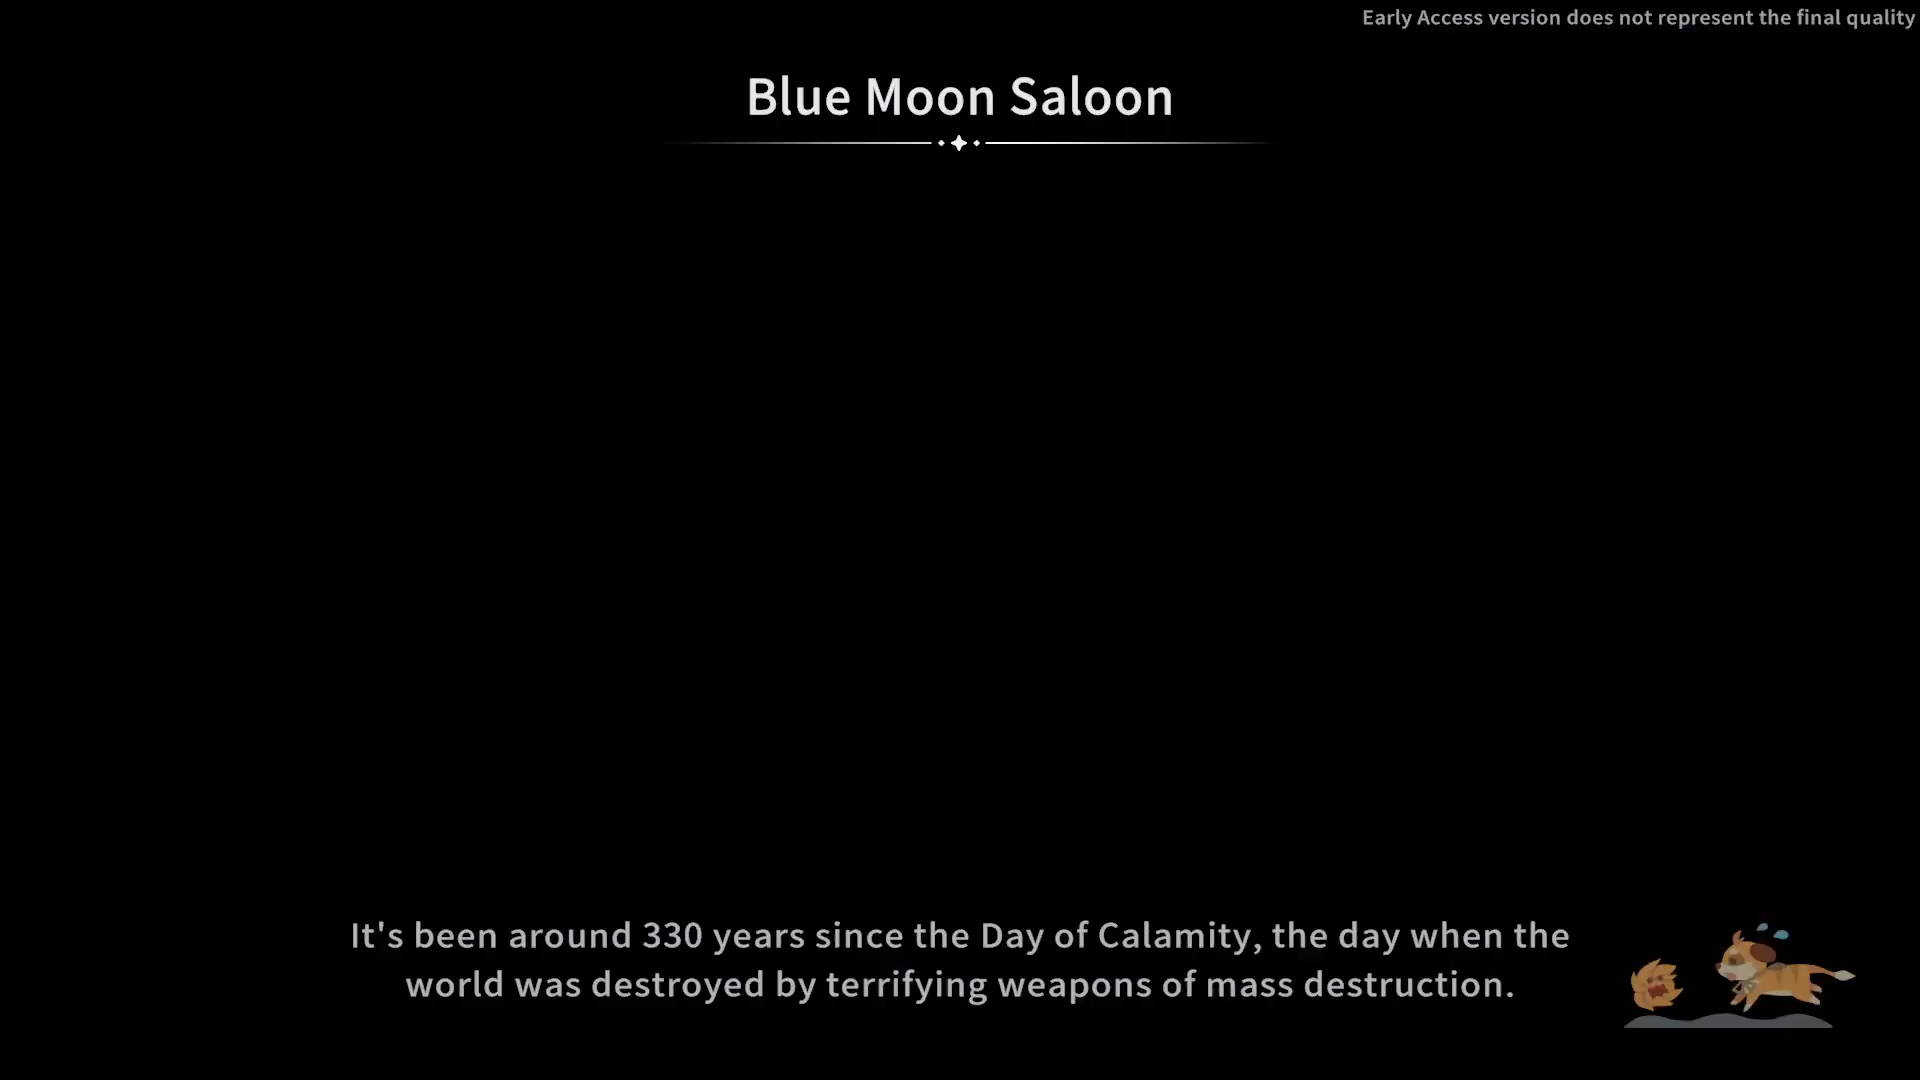 Early Access version does not represent the final quality
Blue Moon Saloon
It's been around 330 years since the Day of Calamity, the day when the
world was destroyed by terrifying weapons of mass destruction.